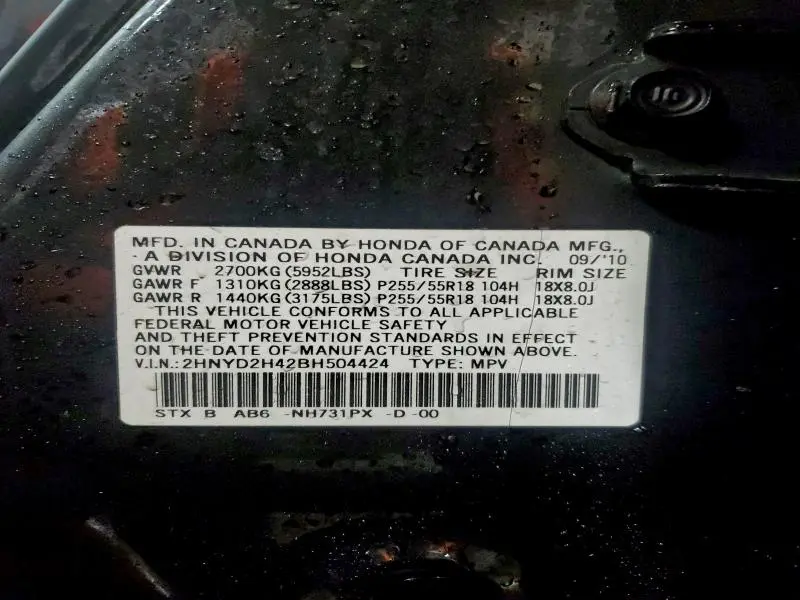 MFD. IN CANADA BY HONDA OF CANADA MFG.,
- A DIVISION OF HONDA CANADA INC. 09/'10
GVWR 2700KG (5952LBS) TIRE SIZE RIM SIZE
GAWR F 1310KG (2888LBS) P255/55R18 104H 18X8.0J
GAWR R 1440KG (3175LBS) P255/55R18 104H 18X8.0J
THIS VEHICLE CONFORMS TO ALL APPLICABLE
FEDERAL MOTOR VEHICLE SAFETY
AND THEFT PREVENTION STANDARDS IN EFFECT
ON THE DATE OF MANUFACTURE SHOWN ABOVE.
V.I.N.: 2HNYD2H42BH504424 TYPE: MPV
STX B AB6 -NH731PX -D -00
10